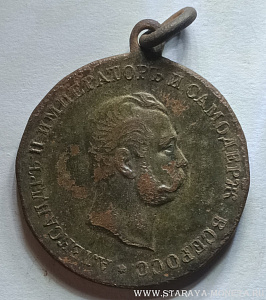 АЛЕКСАНДРЪ II ИМПЕРАТОРЪ И САМОДЕРЖ. ВСЕРОСС.
WWW.STARAYA-MONETA.RU